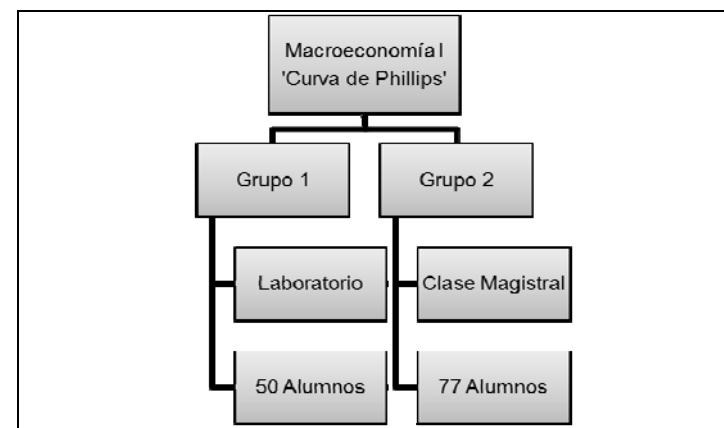 Macroeconomía I
'Curva de Phillips'
Grupo 1
Grupo 2
Laboratorio
Clase Magistral
50 Alumnos
77 Alumnos